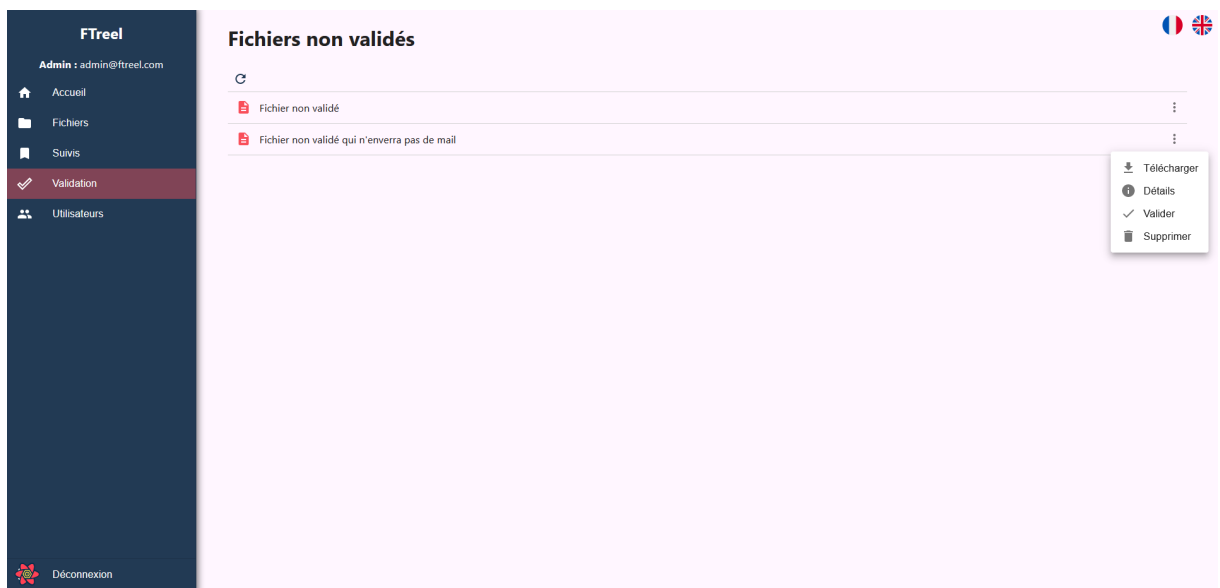 FTreel
Admin : admin@ftreel.com
Accueil
Fichiers
Suivis
Validation
Utilisateurs
Déconnexion
Fichiers non validés
Fichier non validé
Fichier non validé qui n'enverra pas de mail
Télécharger
Détails
Valider
Supprimer